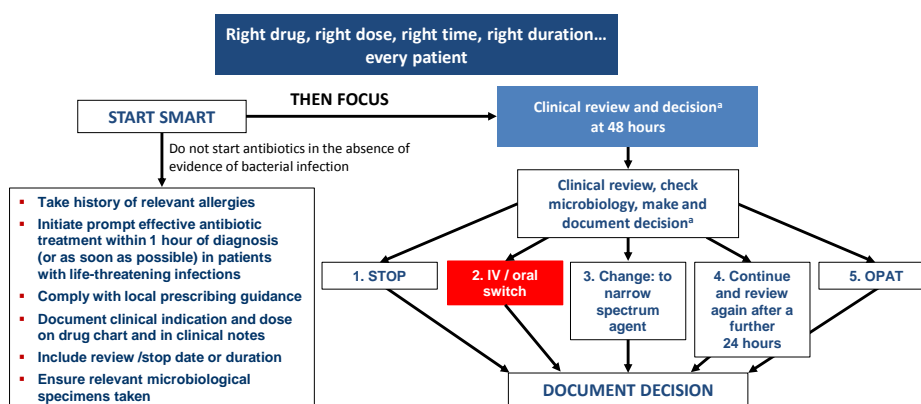 Right drug, right dose, right time, right duration…
every patient
START SMART
THEN FOCUS
Clinical review and decisionª
at 48 hours
Do not start antibiotics in the absence of
evidence of bacterial infection
▪ Take history of relevant allergies
▪ Initiate prompt effective antibiotic
treatment within 1 hour of diagnosis
(or as soon as possible) in patients
with life-threatening infections
▪ Comply with local prescribing guidance
▪ Document clinical indication and dose
on drug chart and in clinical notes
▪ Include review /stop date or duration
▪ Ensure relevant microbiological
specimens taken
Clinical review, check
microbiology, make and
document decisionª
1. STOP
2. IV / oral
switch
3. Change: to
narrow
spectrum
agent
4. Continue
and review
again after a
further
24 hours
5. OPAT
DOCUMENT DECISION